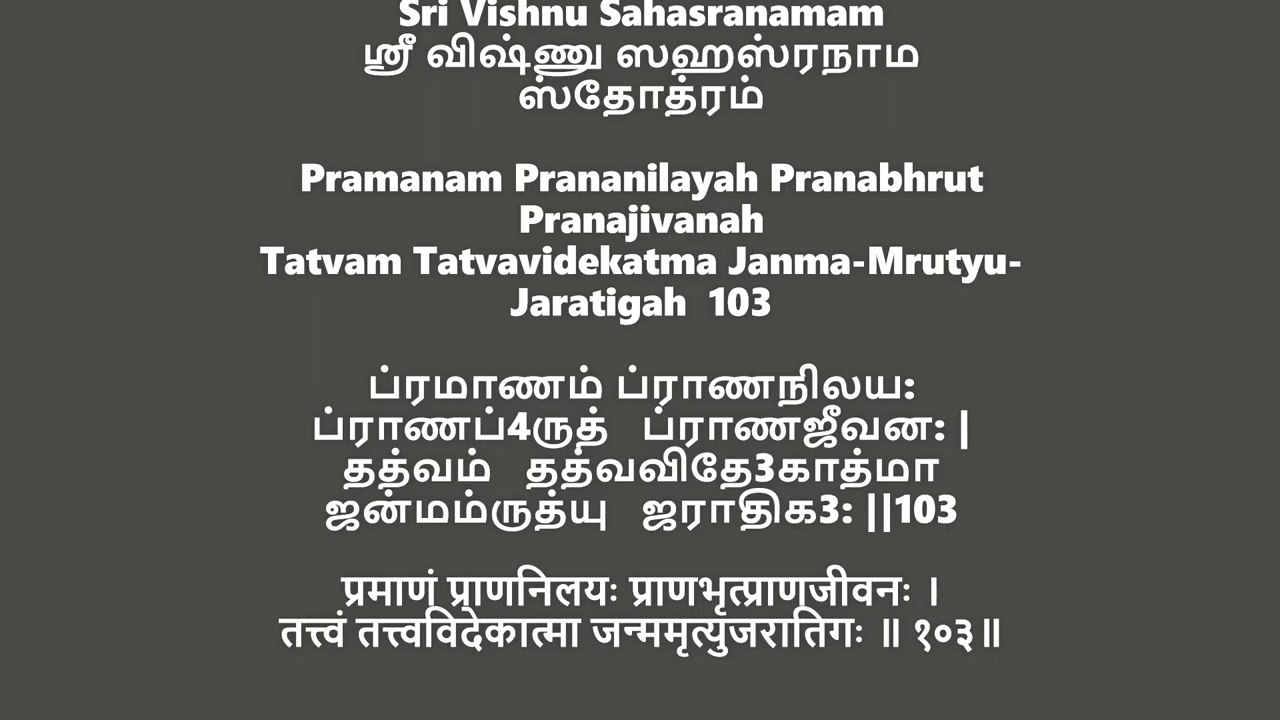 Sri Vishnu Sahasranamam
ஸ்ரீ விஷ்ணு ஸஹஸ்ரநாம
ஸ்தோத்ரம்
Pramanam Prananilayah Pranabhrut
Pranajivanah
Tatvam Tatvavidekatma Janma-Mrutyu-
Jaratigah 103
ப்ரமாணம் ப்ராணநிலய:
ப்ராணப்4ருத் ப்ராணஜீவன: |
தத்வம் தத்வவிதே3காத்மா
ஜன்மம்ருத்யு ஜராதிக3: ||103
प्रमाणं प्राणनिलयः प्राणभृत्प्राणजीवनः ।
तत्त्वं तत्त्वविदेकात्मा जन्ममृत्युजरातिगः ॥ १०३॥